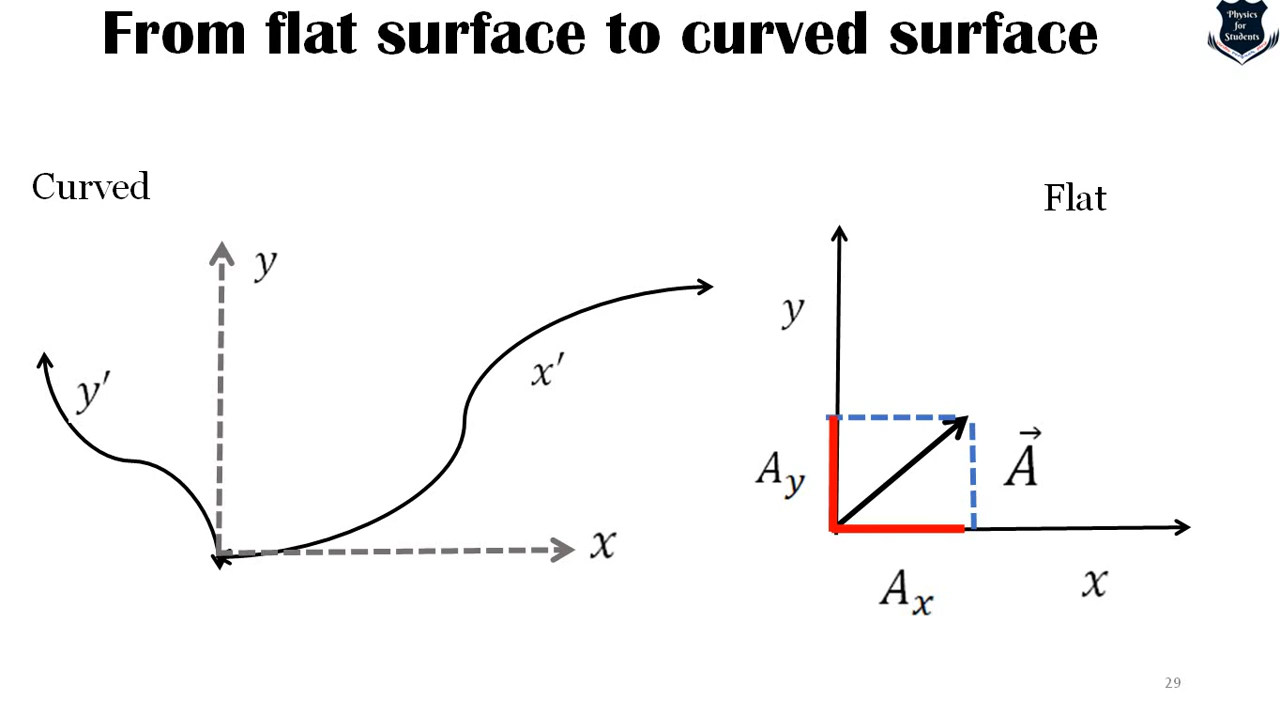 From flat surface to curved surface
Physics
for
Students
Curved
Flat
y
y
y′
x′
A⃗
A_y
x
A_x
x
29